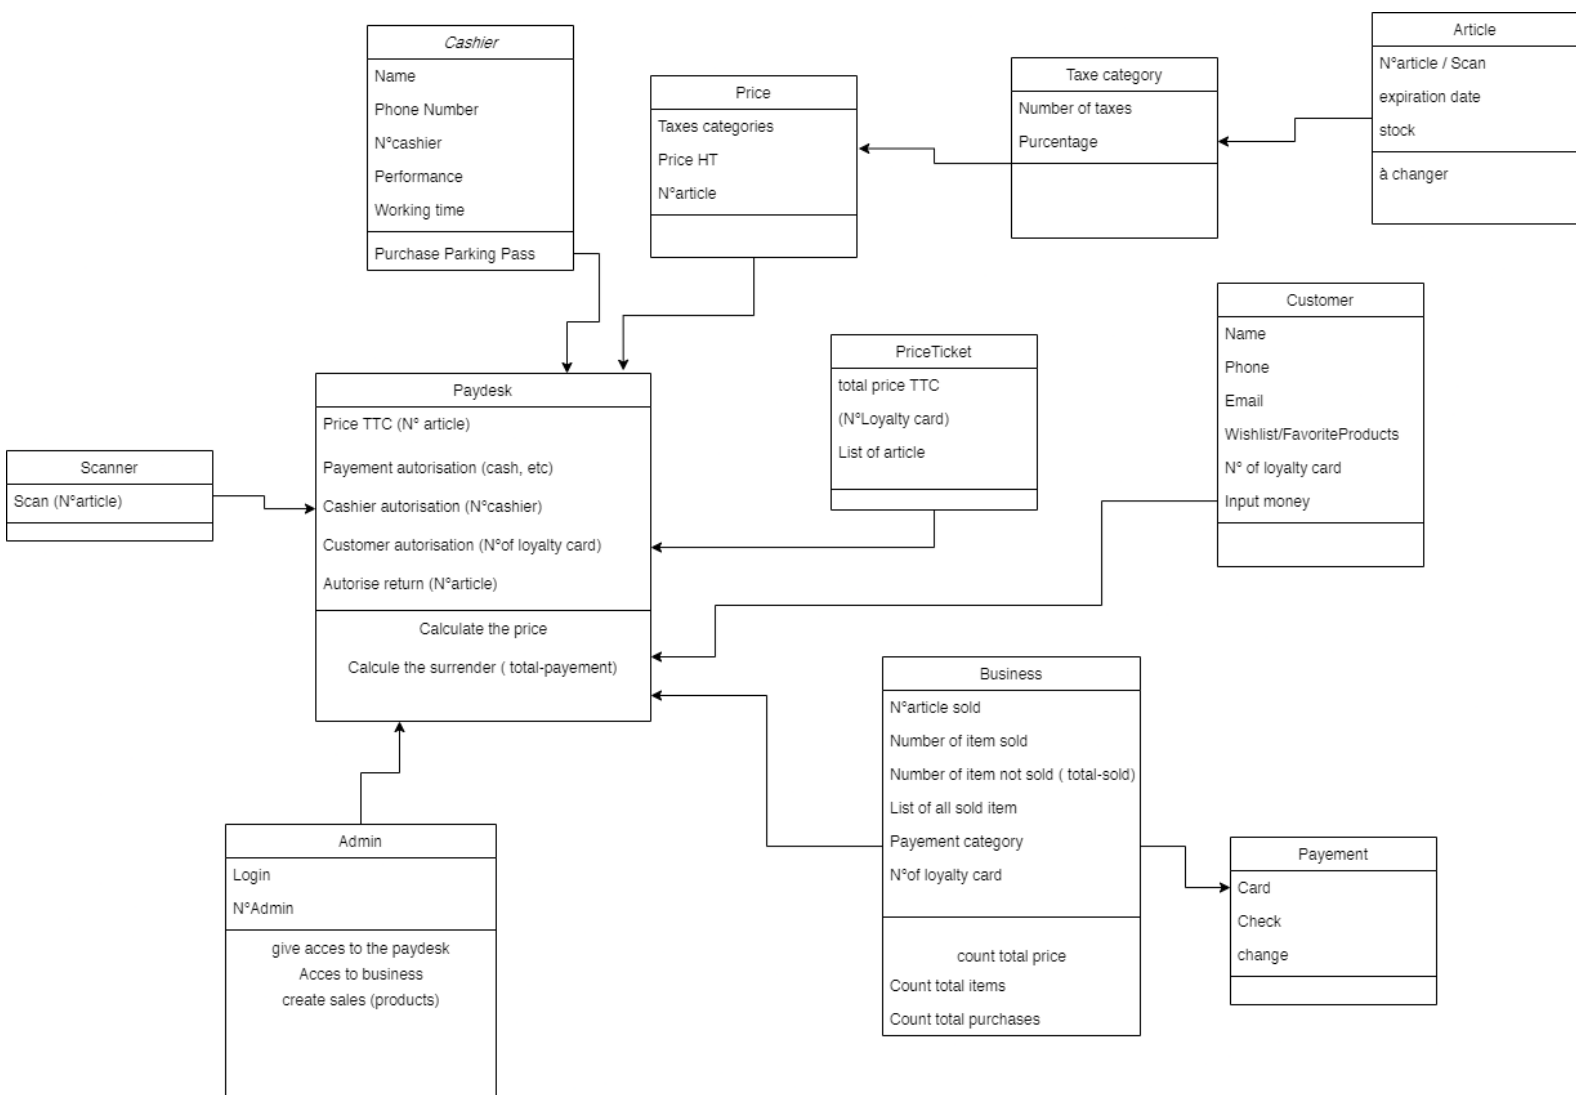 Cashier
Name
Phone Number
N°cashier
Performance
Working time
Purchase Parking Pass
Price
Taxes categories
Price HT
N°article
Taxe category
Number of taxes
Purcentage
Article
N°article / Scan
expiration date
stock
à changer
Customer
Name
Phone
Email
Wishlist/FavoriteProducts
N° of loyalty card
Input money
PriceTicket
total price TTC
(N°Loyalty card)
List of article
Paydesk
Price TTC (N° article)
Payement autorisation (cash, etc)
Cashier autorisation (N°cashier)
Customer autorisation (N°of loyalty card)
Autorise return (N°article)
Calculate the price
Calcule the surrender ( total-payement)
Scanner
Scan (N°article)
Business
N°article sold
Number of item sold
Number of item not sold ( total-sold)
List of all sold item
Payement category
N°of loyalty card
count total price
Count total items
Count total purchases
Payement
Card
Check
change
Admin
Login
N°Admin
give acces to the paydesk
Acces to business
create sales (products)